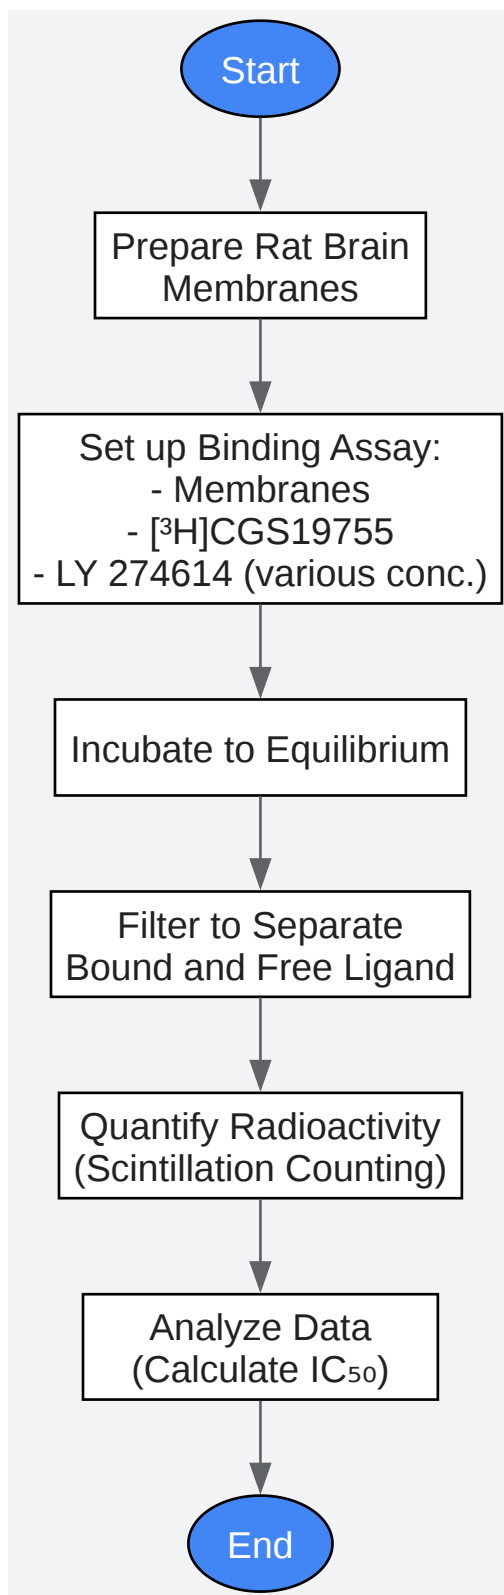 Start
Prepare Rat Brain
Membranes
Set up Binding Assay:
- Membranes
- [³H]CGS19755
- LY 274614 (various conc.)
Incubate to Equilibrium
Filter to Separate
Bound and Free Ligand
Quantify Radioactivity
(Scintillation Counting)
Analyze Data
(Calculate IC₅₀)
End